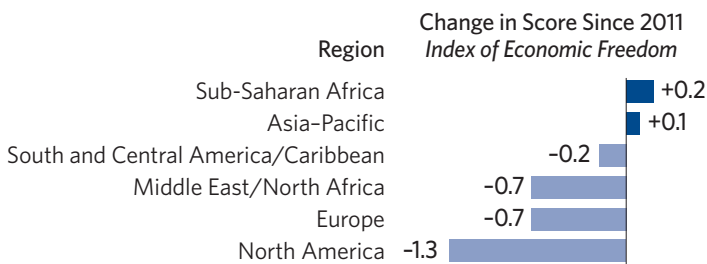 Change in Score Since 2011
Region Index of Economic Freedom
Sub-Saharan Africa +0.2
Asia–Pacific +0.1
South and Central America/Caribbean –0.2
Middle East/North Africa –0.7
Europe –0.7
North America –1.3